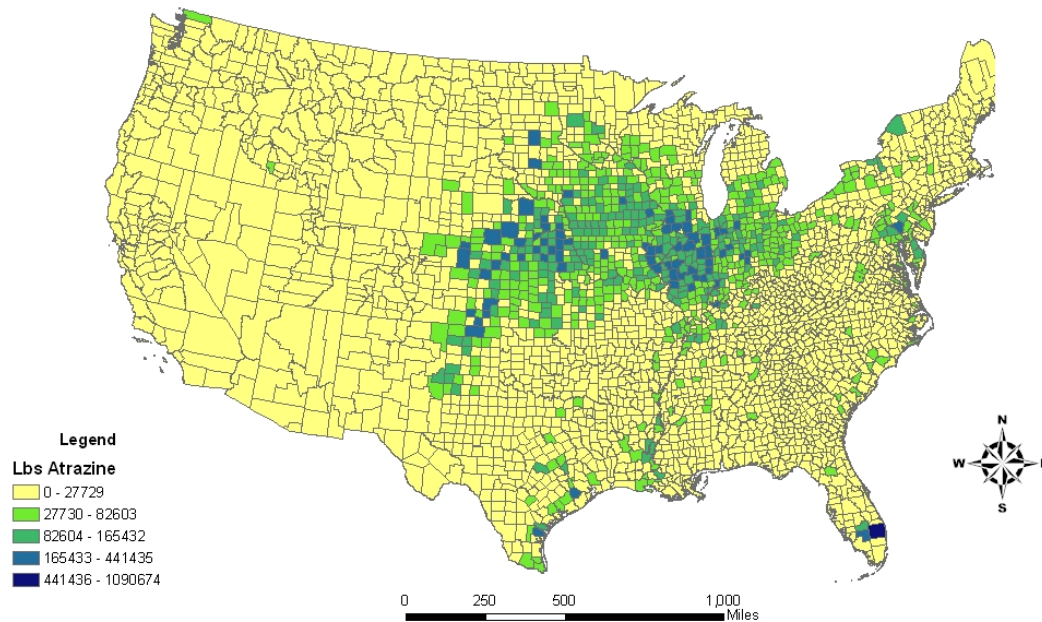 N
W
S
Legend
Lbs Atrazine
0 - 27729
27730 - 82603
82604 - 165432
165433 - 441435
441436 - 1090674
0 250 500 1,000
Miles